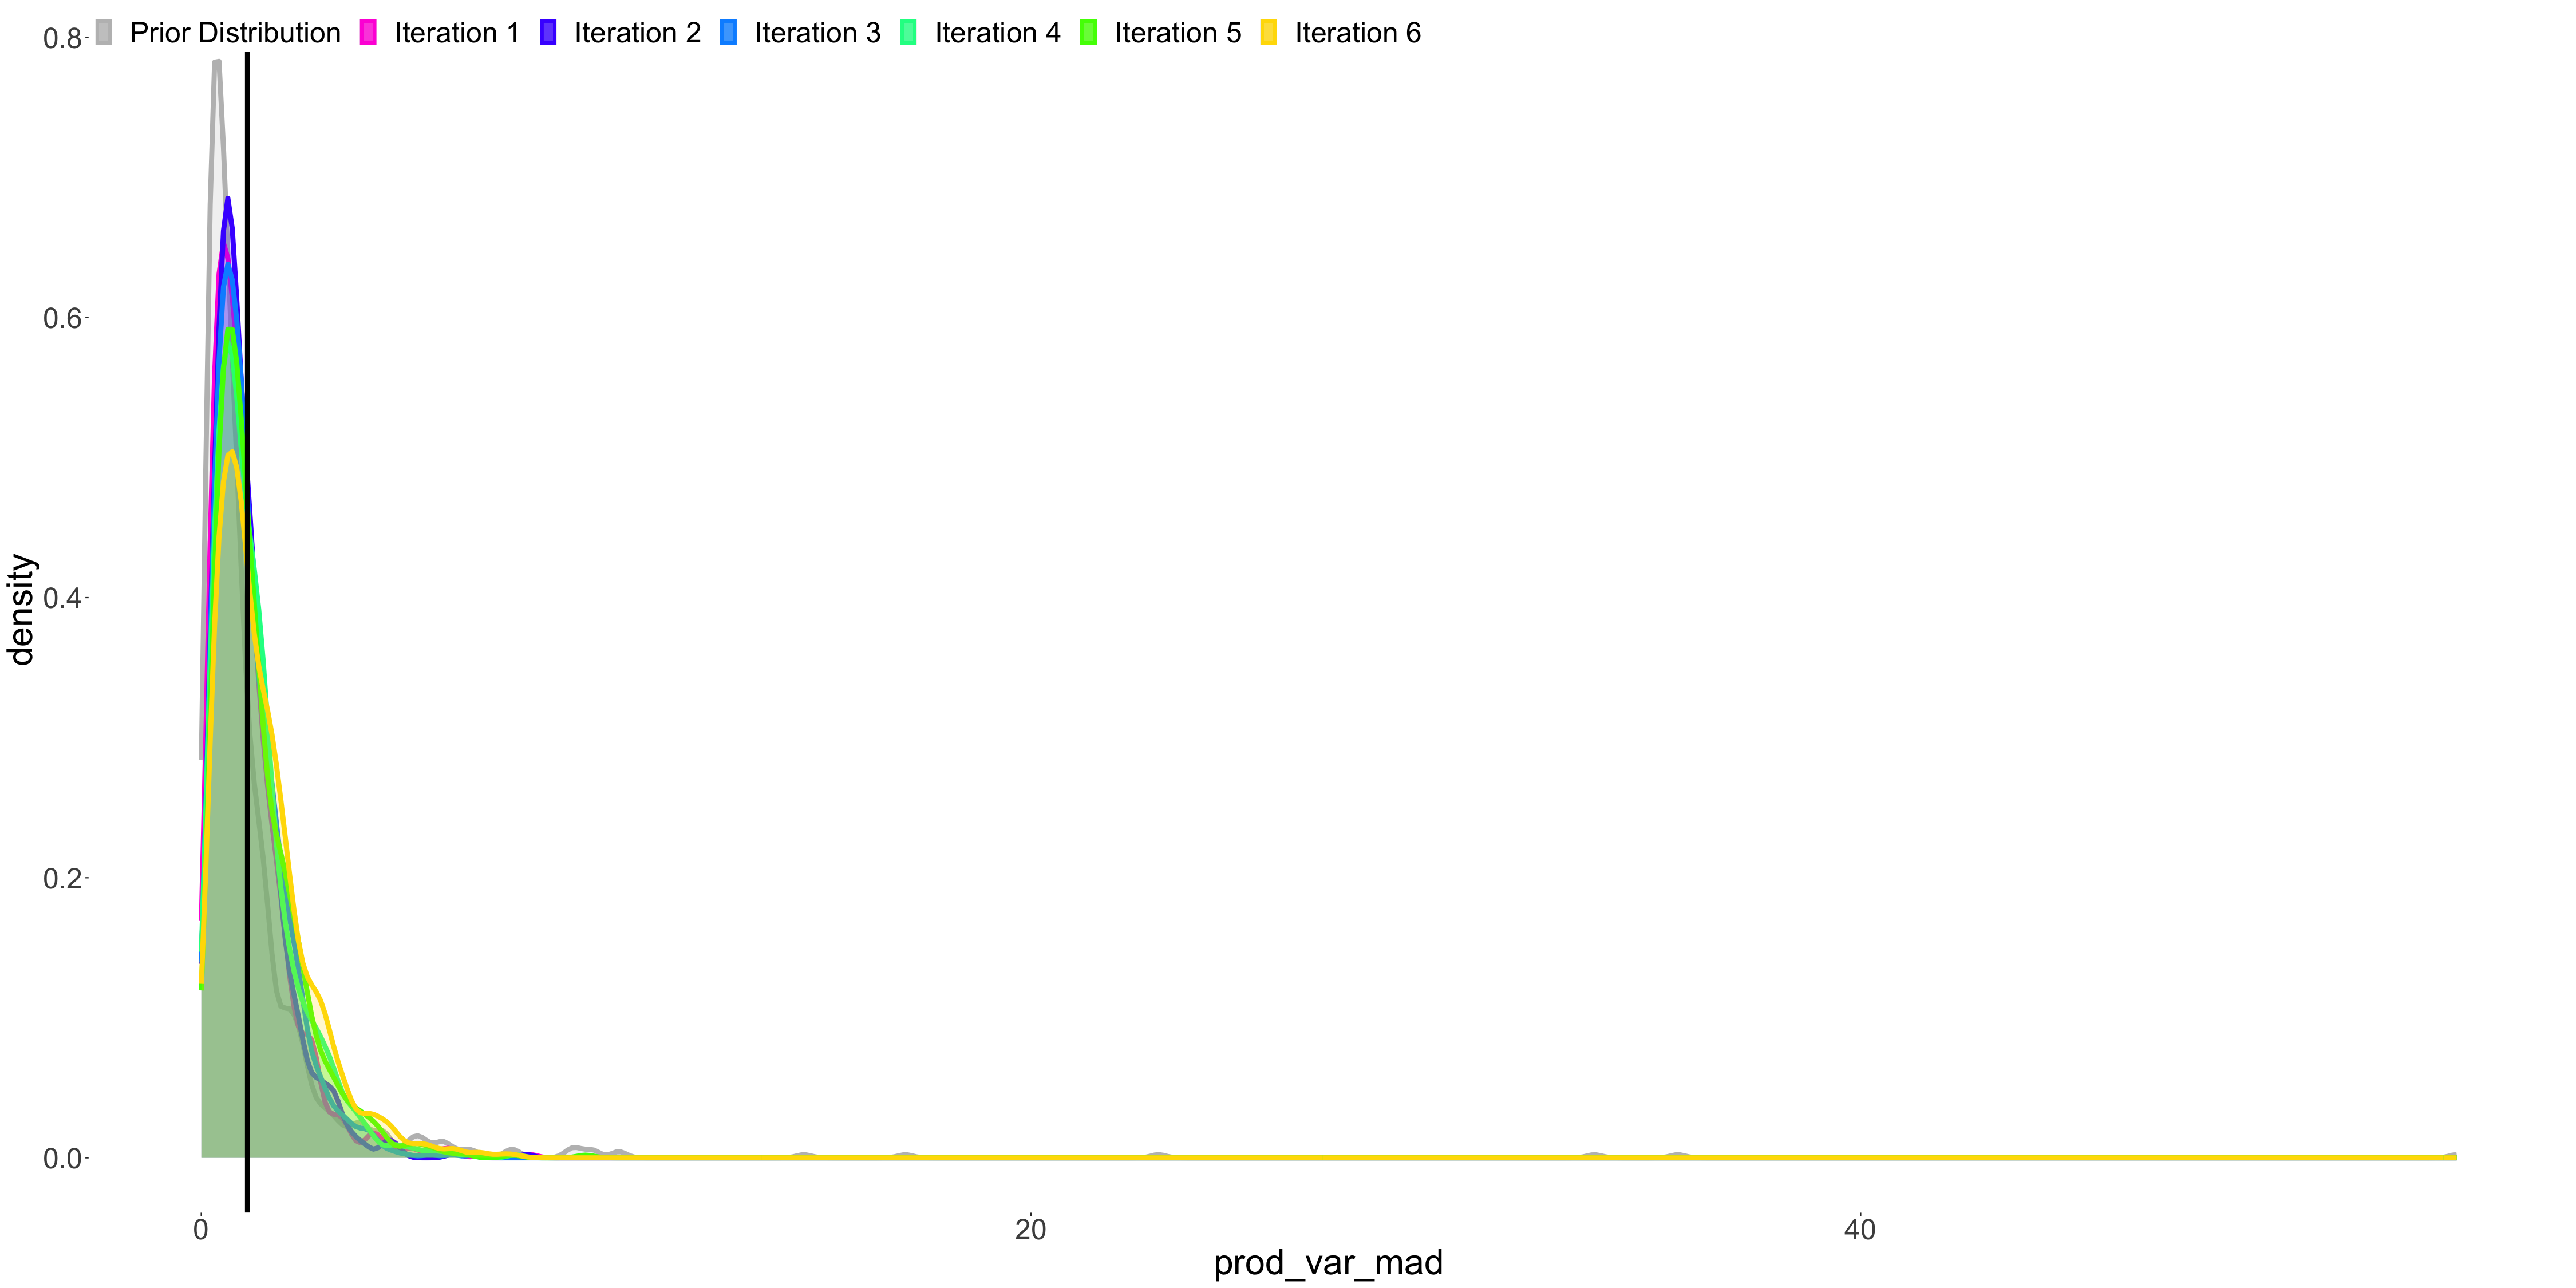 Prior Distribution Iteration 1 Iteration 2 Iteration 3 Iteration 4 Iteration 5 Iteration 6
0.8
0.6
0.4
0.2
0.0
density
0 20 40
prod_var_mad